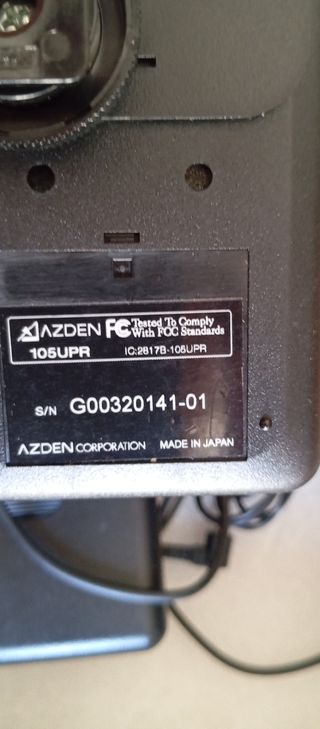 AZDEN FC Tested To Comply
With FCC Standards
105UPR IC:2617B-105UPR
S/N G00320141-01
AZDEN CORPORATION MADE IN JAPAN